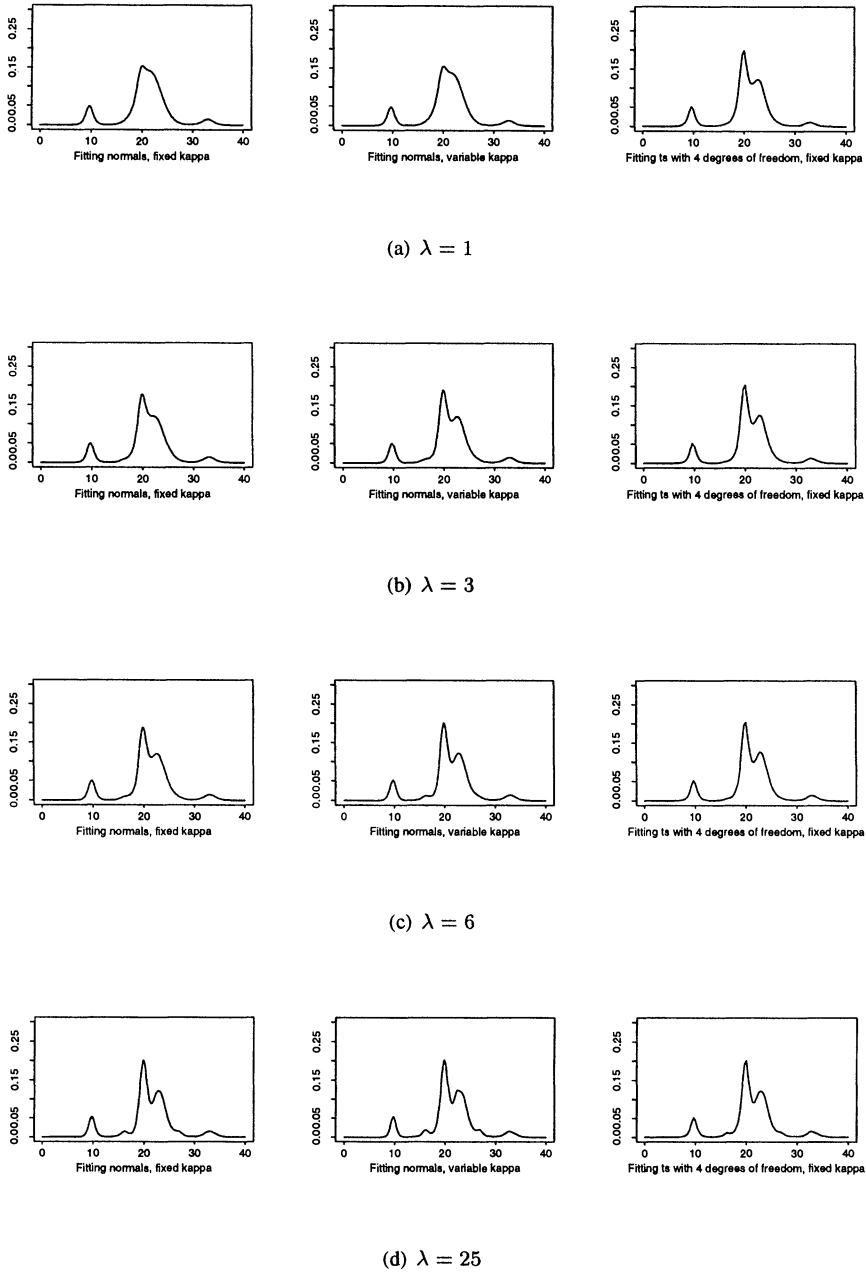 0.00.05 0.15 0.25
0.00.05 0.15 0.25
0.00.05 0.15 0.25
0 10 20 30 40
0 10 20 30 40
0 10 20 30 40
Fitting normals, fixed kappa
Fitting normals, variable kappa
Fitting ts with 4 degrees of freedom, fixed kappa
(a) λ = 1
0.00.05 0.15 0.25
0.00.05 0.15 0.25
0.00.05 0.15 0.25
0 10 20 30 40
0 10 20 30 40
0 10 20 30 40
Fitting normals, fixed kappa
Fitting normals, variable kappa
Fitting ts with 4 degrees of freedom, fixed kappa
(b) λ = 3
0.00.05 0.15 0.25
0.00.05 0.15 0.25
0.00.05 0.15 0.25
0 10 20 30 40
0 10 20 30 40
0 10 20 30 40
Fitting normals, fixed kappa
Fitting normals, variable kappa
Fitting ts with 4 degrees of freedom, fixed kappa
(c) λ = 6
0.00.05 0.15 0.25
0.00.05 0.15 0.25
0.00.05 0.15 0.25
0 10 20 30 40
0 10 20 30 40
0 10 20 30 40
Fitting normals, fixed kappa
Fitting normals, variable kappa
Fitting ts with 4 degrees of freedom, fixed kappa
(d) λ = 25